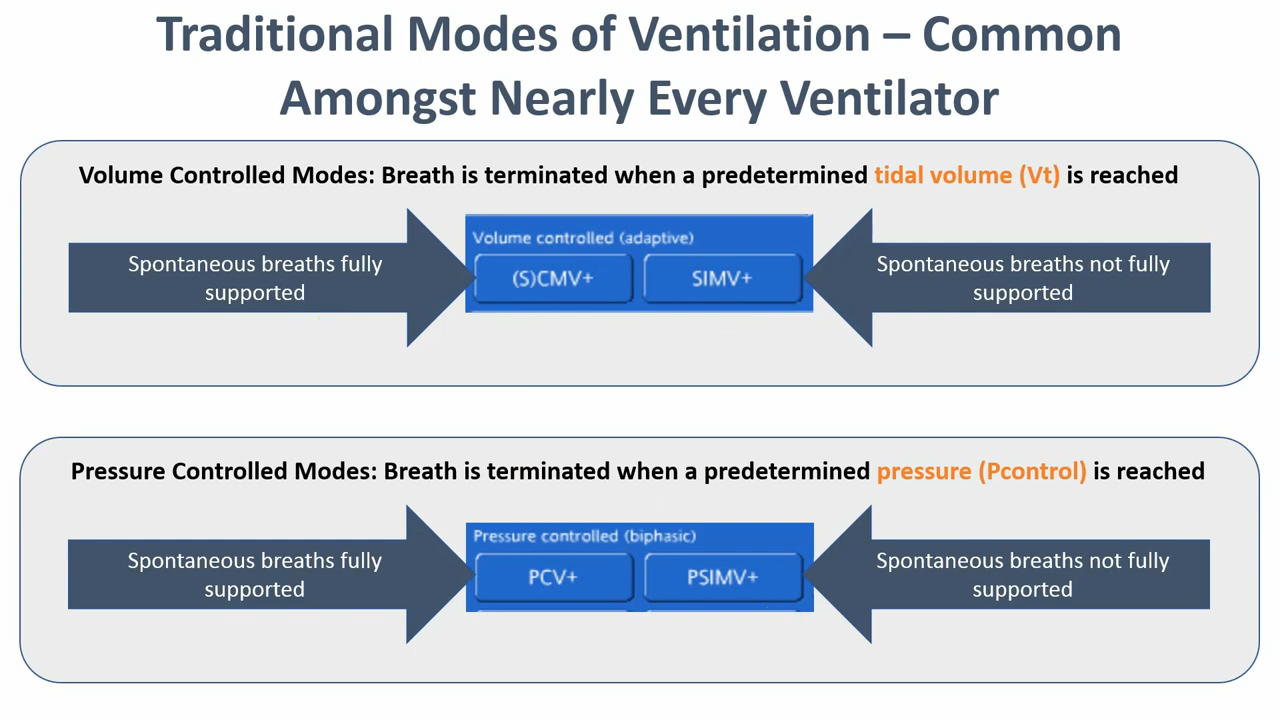 Traditional Modes of Ventilation – Common
Amongst Nearly Every Ventilator
Volume Controlled Modes: Breath is terminated when a predetermined tidal volume (Vt) is reached
Spontaneous breaths fully
supported
Volume controlled (adaptive)
(S)CMV+
SIMV+
Spontaneous breaths not fully
supported
Pressure Controlled Modes: Breath is terminated when a predetermined pressure (Pcontrol) is reached
Spontaneous breaths fully
supported
Pressure controlled (biphasic)
PCV+
PSIMV+
Spontaneous breaths not fully
supported